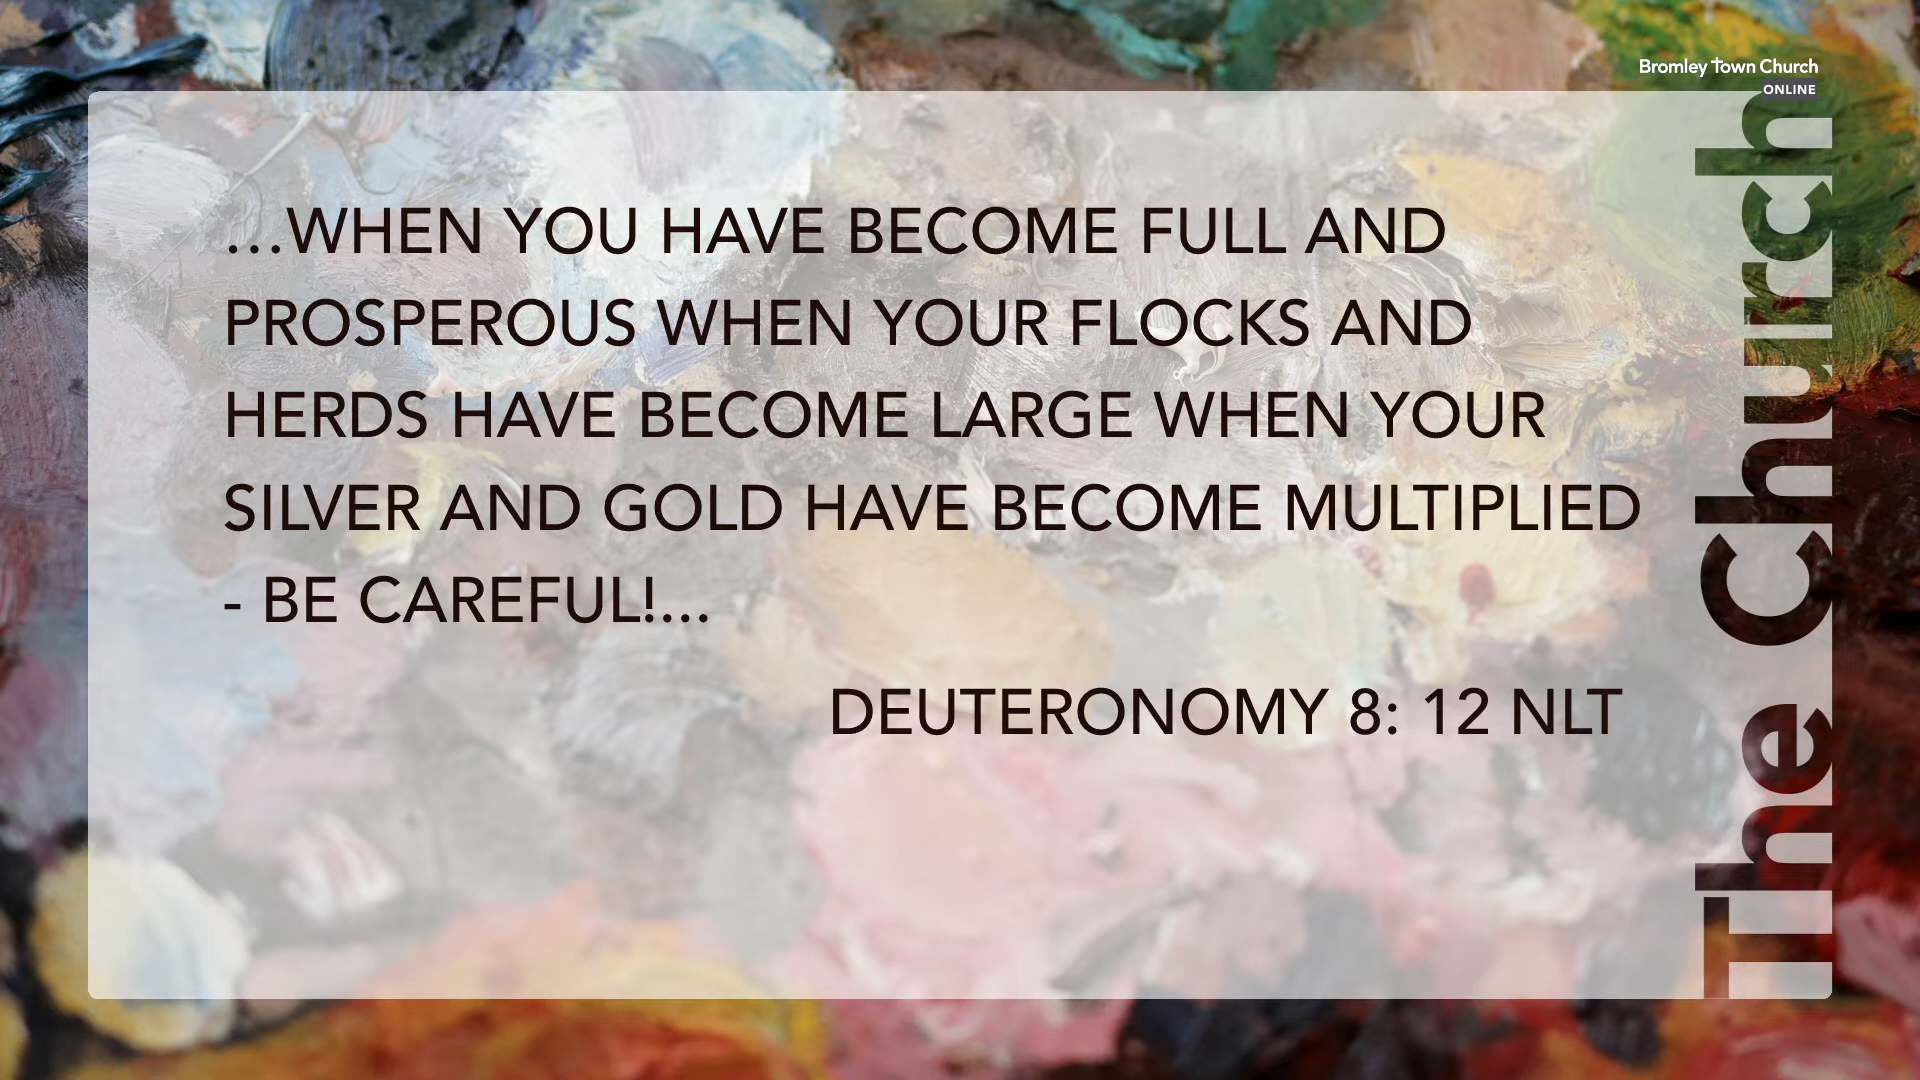 Bromley Town Church
ONLINE
...WHEN YOU HAVE BECOME FULL AND
PROSPEROUS WHEN YOUR FLOCKS AND
HERDS HAVE BECOME LARGE WHEN YOUR
SILVER AND GOLD HAVE BECOME MULTIPLIED
- BE CAREFUL!...
DEUTERONOMY 8: 12 NLT
The Church